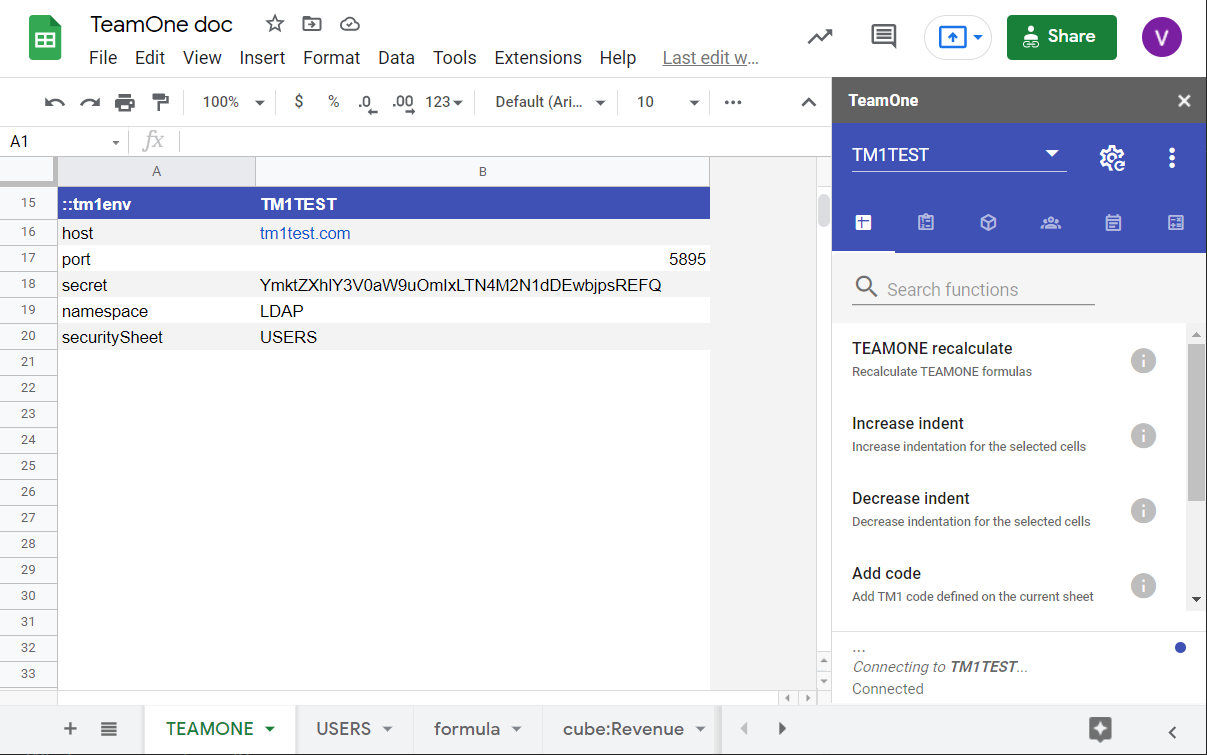 TeamOne doc
File Edit View Insert Format Data Tools Extensions Help Last edit w...
Share
V
100% $ % .0 .00 123 Default (Ari... 10
A1 fx
A B
15 ::tm1env TM1TEST
16 host tm1test.com
17 port 5895
18 secret YmktZXhlY3V0aW9uOmIxLTN4M2N1dDEwbjpsREFQ
19 namespace LDAP
20 securitySheet USERS
21
22
23
24
25
26
27
28
29
30
31
32
33
TEAMONE USERS formula cube:Revenue
TeamOne
TM1TEST
Search functions
TEAMONE recalculate
Recalculate TEAMONE formulas
Increase indent
Increase indentation for the selected cells
Decrease indent
Decrease indentation for the selected cells
Add code
Add TM1 code defined on the current sheet
...
Connecting to TM1TEST...
Connected